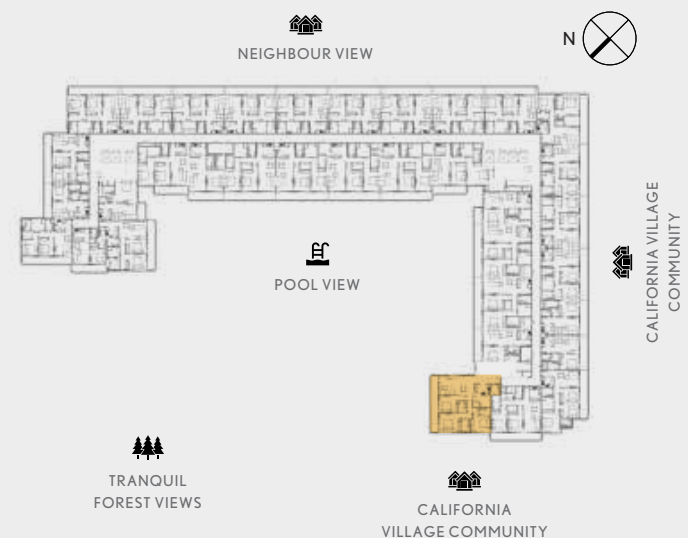 NEIGHBOUR VIEW
N
CALIFORNIA VILLAGE
COMMUNITY
POOL VIEW
TRANQUIL
FOREST VIEWS
CALIFORNIA
VILLAGE COMMUNITY